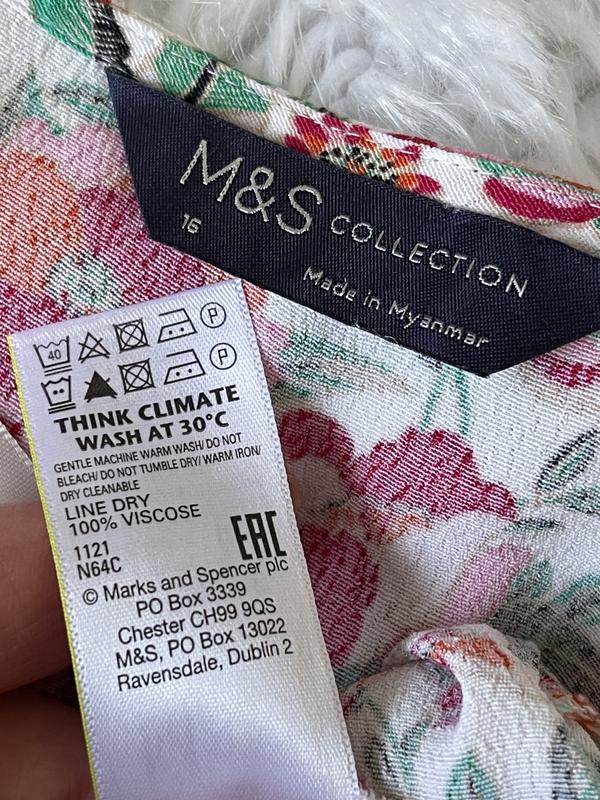 M&S COLLECTION
16
Made in Myanmar
40 P
P
THINK CLIMATE
WASH AT 30°C
GENTLE MACHINE WARM WASH/ DO NOT
BLEACH/ DO NOT TUMBLE DRY/ WARM IRON/
DRY CLEANABLE
LINE DRY
100% VISCOSE
1121
N64C
EAC
© Marks and Spencer plc
PO Box 3339
Chester CH99 9QS
M&S, PO Box 13022
Ravensdale, Dublin 2